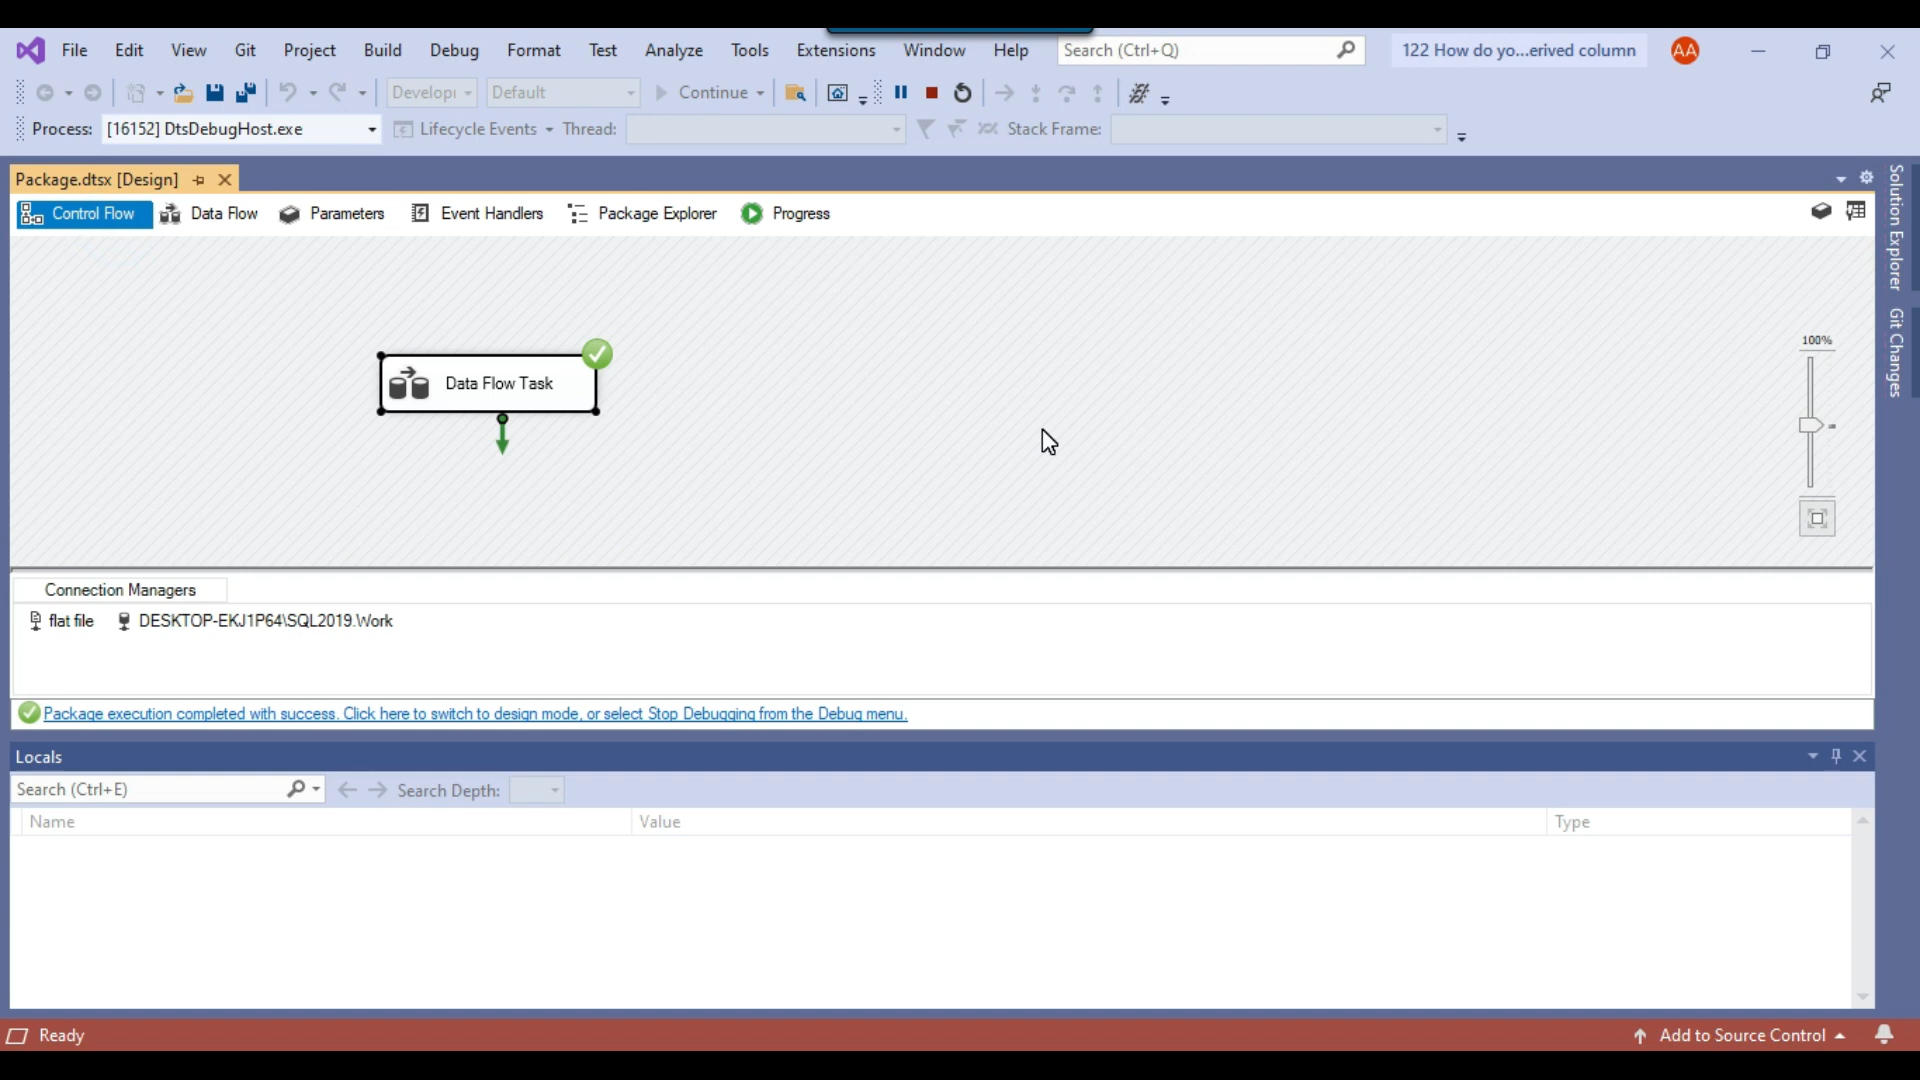 File Edit View Git Project Build Debug Format Test Analyze Tools Extensions Window Help Search (Ctrl+Q) 122 How do yo...erived column AA
Developi Default Continue
Process: [16152] DtsDebugHost.exe Lifecycle Events Thread: Stack Frame:
Package.dtsx [Design]
Control Flow Data Flow Parameters Event Handlers Package Explorer Progress
Solution Explorer
Git Changes
100%
Data Flow Task
Connection Managers
flat file DESKTOP-EKJ1P64\SQL2019.Work
Package execution completed with success. Click here to switch to design mode, or select Stop Debugging from the Debug menu.
Locals
Search (Ctrl+E) Search Depth:
Name Value Type
Ready Add to Source Control